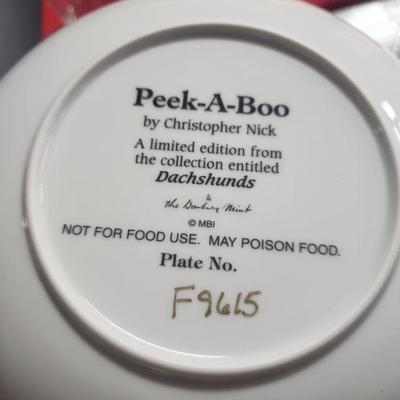 Peek-A-Boo
by Christopher Nick
A limited edition from
the collection entitled
Dachshunds
the Danbury Mint
© MBI
NOT FOR FOOD USE. MAY POISON FOOD.
Plate No.
F9615